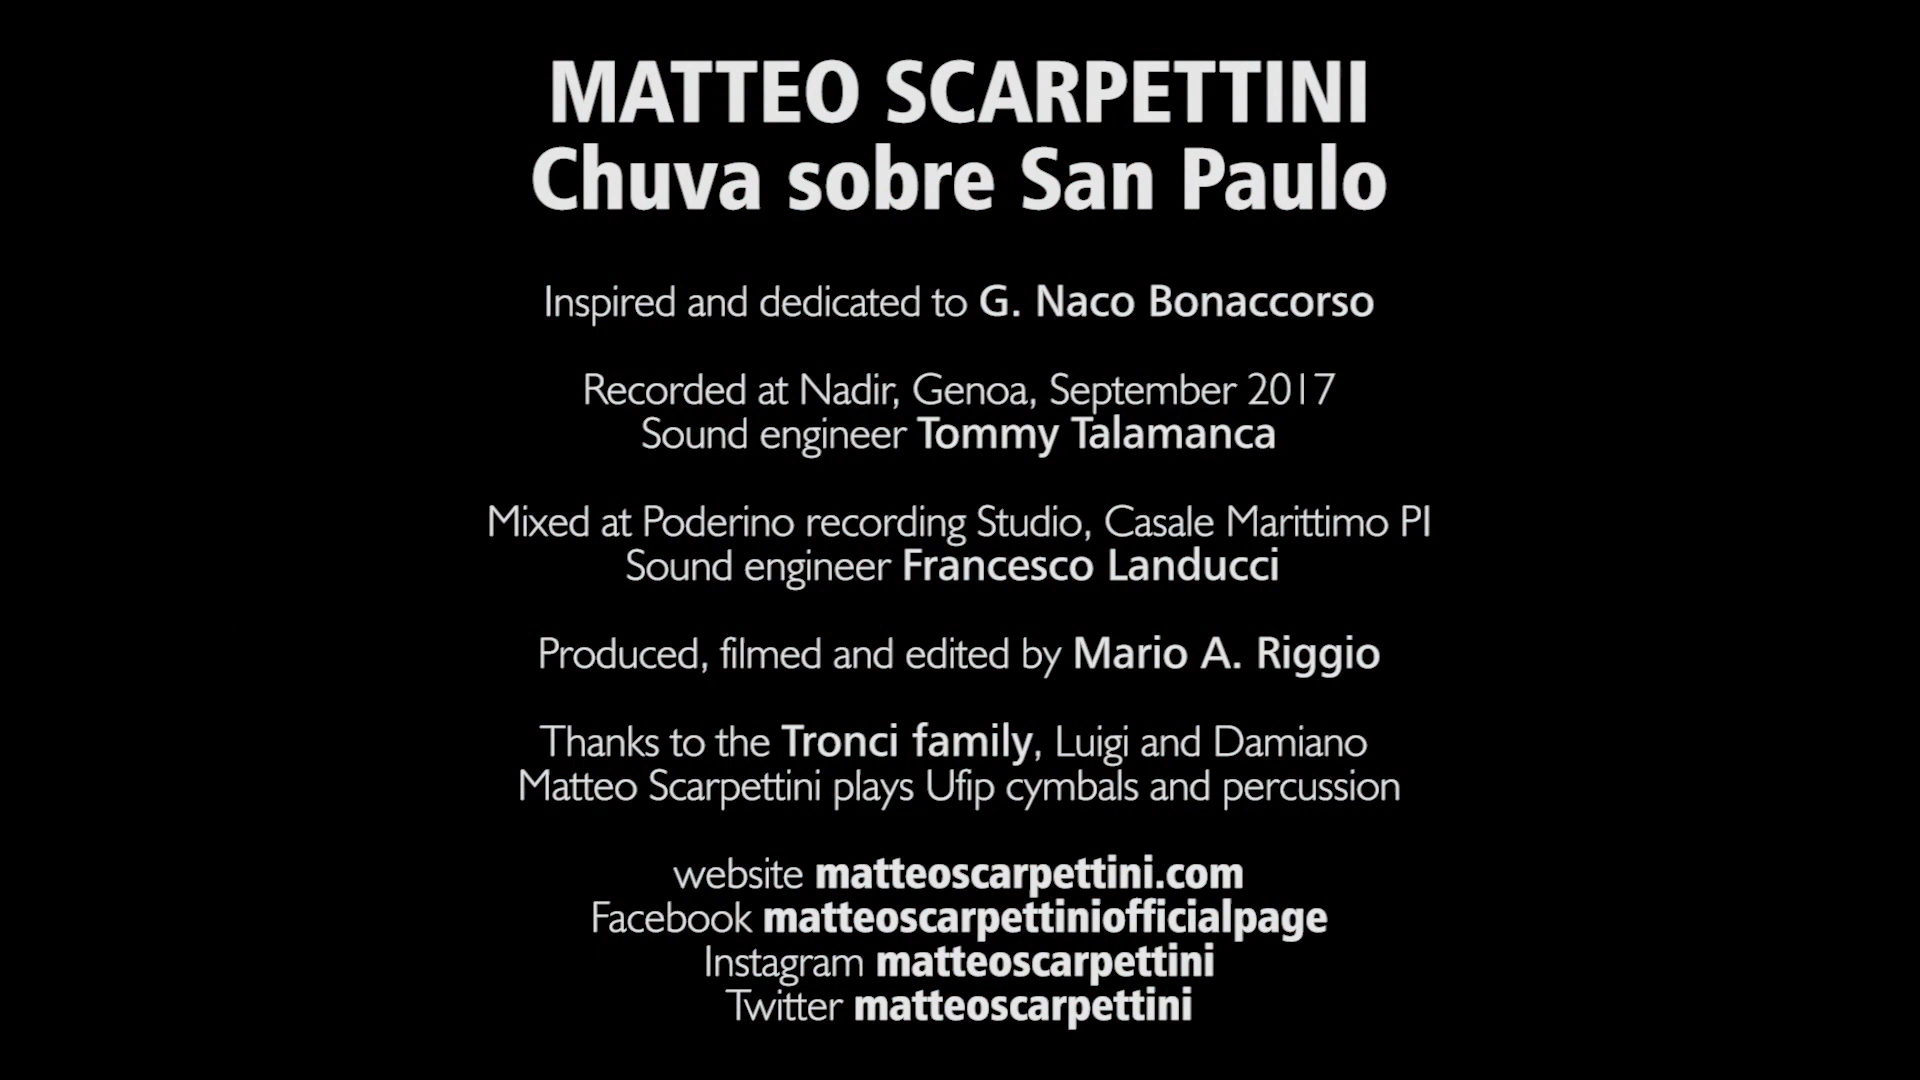 MATTEO SCARPETTINI
Chuva sobre San Paulo
Inspired and dedicated to G. Naco Bonaccorso
Recorded at Nadir, Genoa, September 2017
Sound engineer Tommy Talamanca
Mixed at Poderino recording Studio, Casale Marittimo PI
Sound engineer Francesco Landucci
Produced, filmed and edited by Mario A. Riggio
Thanks to the Tronci family, Luigi and Damiano
Matteo Scarpettini plays Ufip cymbals and percussion
website matteoscarpettini.com
Facebook matteoscarpettiniofficialpage
Instagram matteoscarpettini
Twitter matteoscarpettini